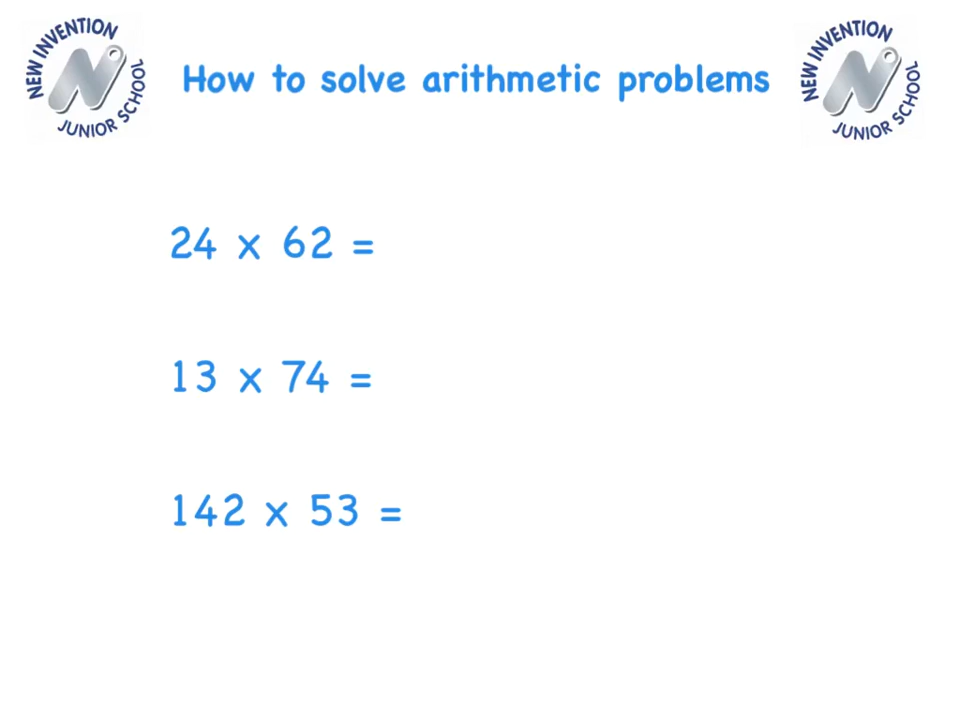 NEW INVENTION
JUNIOR SCHOOL
How to solve arithmetic problems
NEW INVENTION
JUNIOR SCHOOL
24 x 62 =
13 x 74 =
142 x 53 =